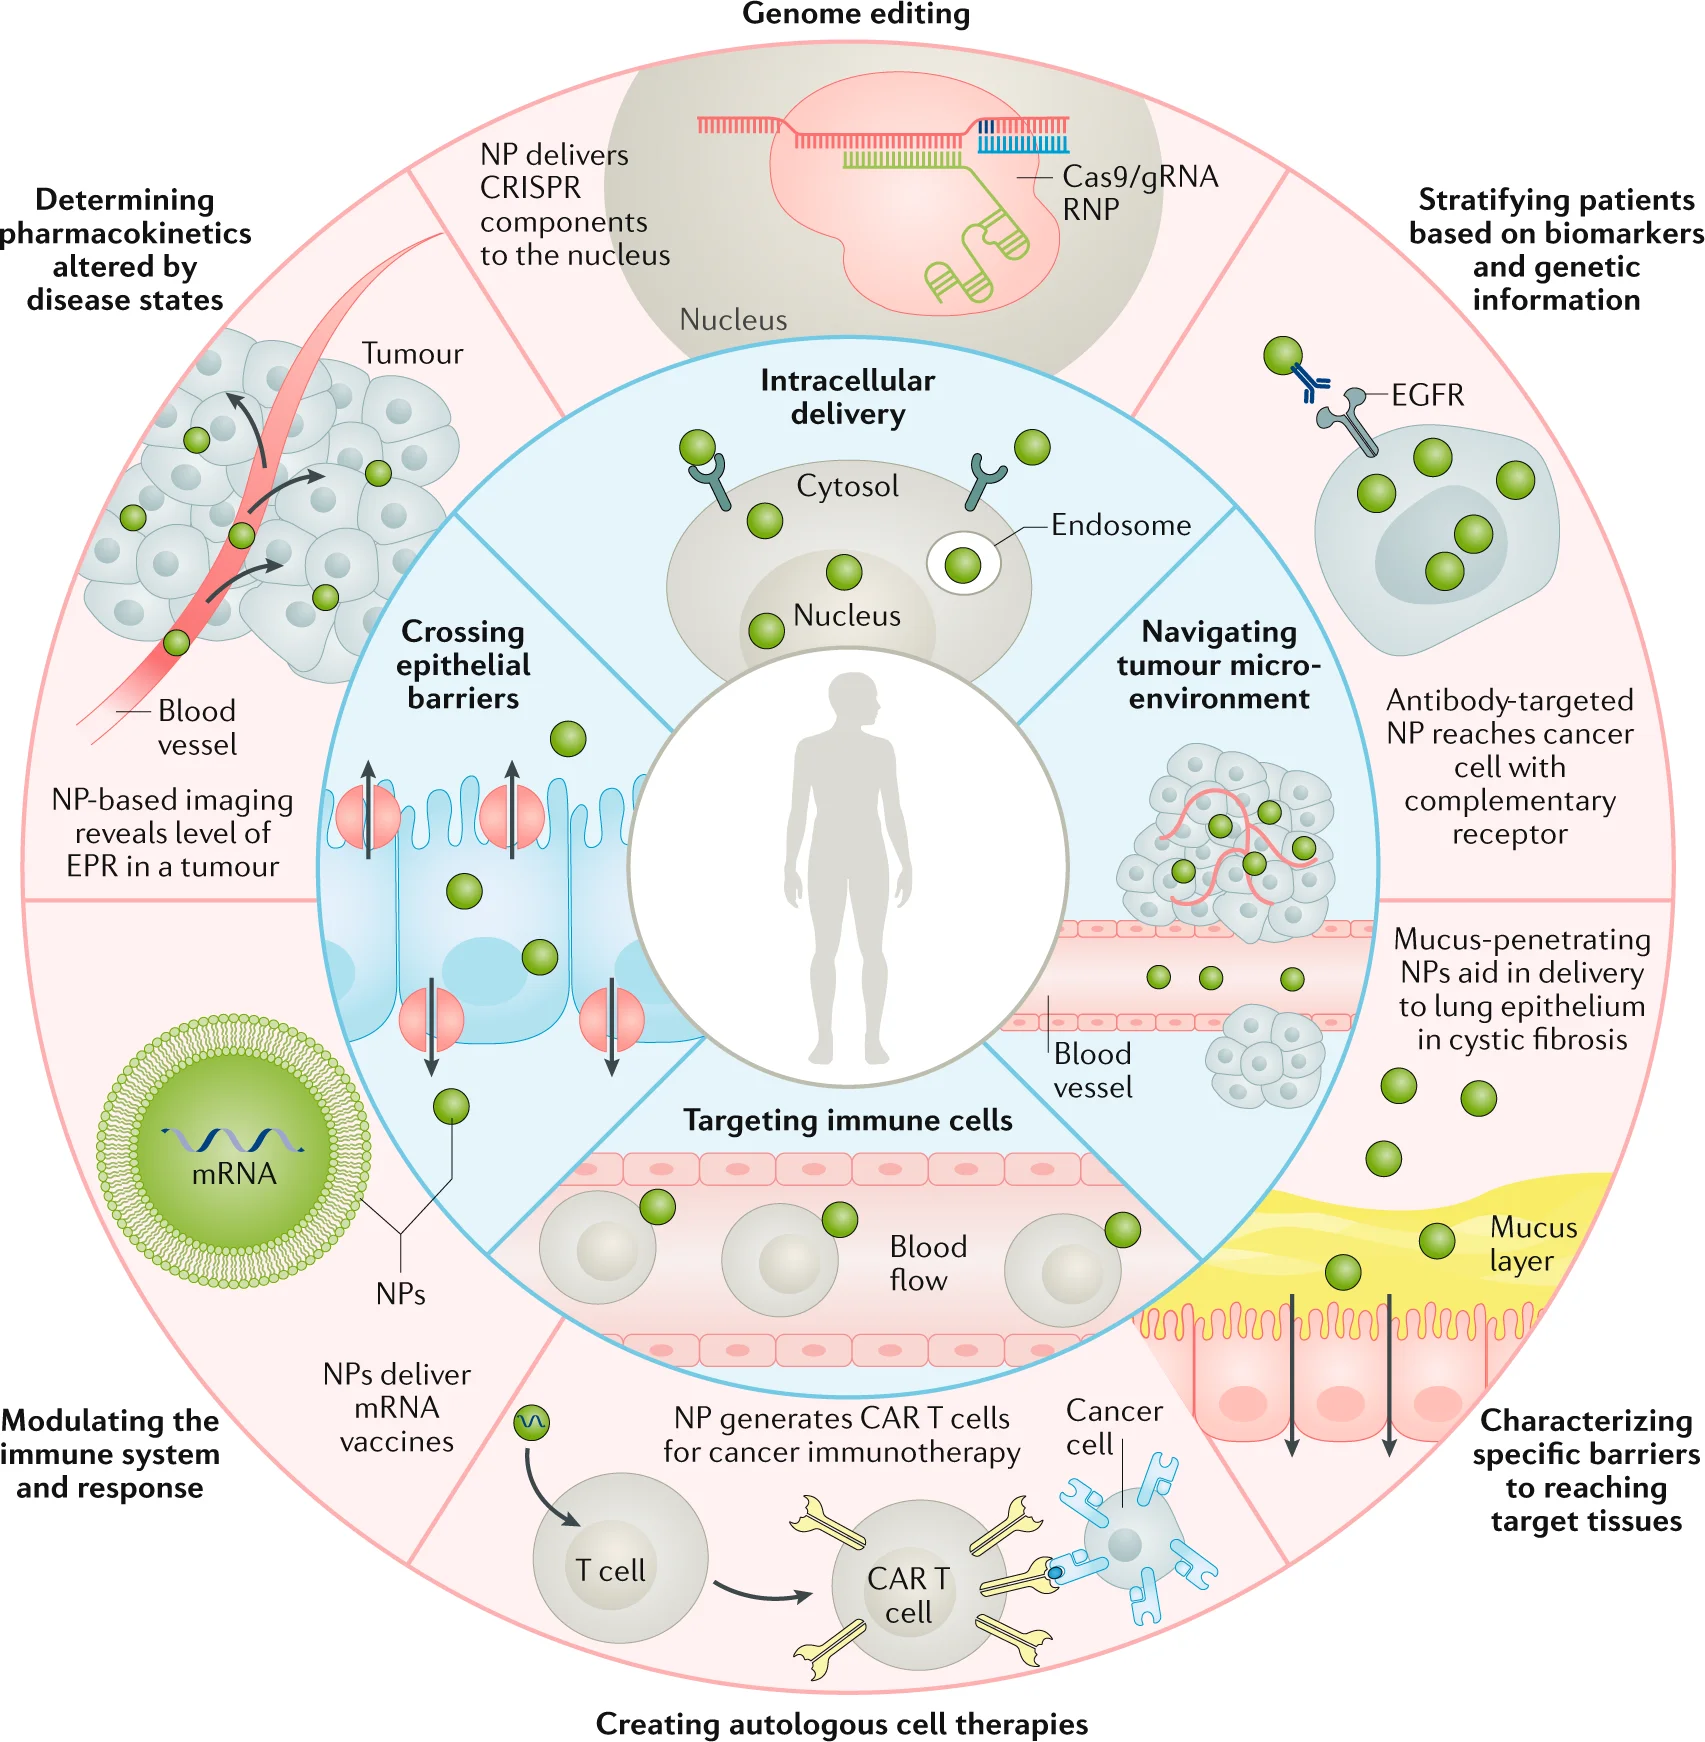 Genome editing
NP delivers
CRISPR
components
to the nucleus
Cas9/gRNA
RNP
Nucleus
Determining
pharmacokinetics
altered by
disease states
Tumour
Blood
vessel
NP-based imaging
reveals level of
EPR in a tumour
Stratifying patients
based on biomarkers
and genetic
information
EGFR
Antibody-targeted
NP reaches cancer
cell with
complementary
receptor
Intracellular
delivery
Cytosol
Endosome
Nucleus
Crossing
epithelial
barriers
Navigating
tumour micro-
environment
Blood
vessel
Targeting immune cells
Blood
flow
Mucus-penetrating
NPs aid in delivery
to lung epithelium
in cystic fibrosis
Mucus
layer
Characterizing
specific barriers
to reaching
target tissues
mRNA
NPs
NPs deliver
mRNA
vaccines
Modulating the
immune system
and response
NP generates CAR T cells
for cancer immunotherapy
Cancer
cell
T cell
CAR T
cell
Creating autologous cell therapies